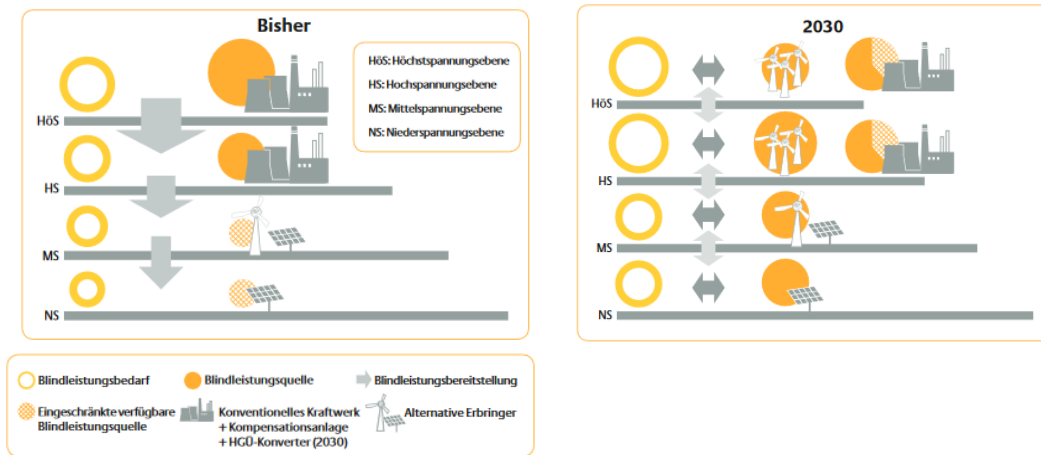 Bisher
HöS: Höchstspannungsebene
HS: Hochspannungsebene
MS: Mittelspannungsebene
NS: Niederspannungsebene
HöS
HS
MS
NS
2030
HöS
HS
MS
NS
Blindleistungsbedarf
Blindleistungsquelle
Blindleistungsbereitstellung
Eingeschränkte verfügbare
Blindleistungsquelle
Konventionelles Kraftwerk
+ Kompensationsanlage
+ HGÜ-Konverter (2030)
Alternative Erbringer